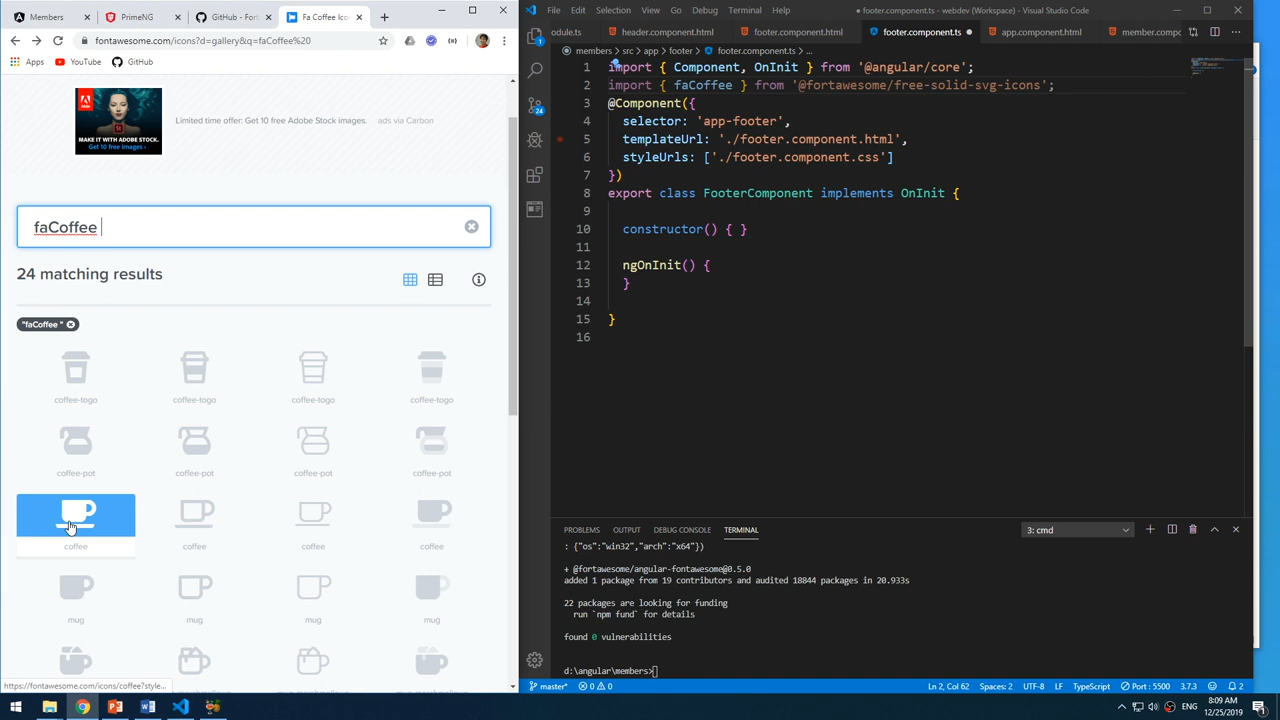 Members
PrimeNG
GitHub - For
Fa Coffee Ico
fontawesome.com/icons?d=gallery&q=faCoffee%20
Apps
YouTube
GitHub
MAKE IT WITH ADOBE STOCK.
Get 10 free images ›
Limited time offer: Get 10 free Adobe Stock images.
ads via Carbon
faCoffee
24 matching results
"faCoffee "
coffee-togo
coffee-togo
coffee-togo
coffee-togo
coffee-pot
coffee-pot
coffee-pot
coffee-pot
coffee
coffee
coffee
coffee
mug
mug
mug
mug
https://fontawesome.com/icons/coffee?style...
File Edit Selection View Go Debug Terminal Help
● footer.component.ts - webdev (Workspace) - Visual Studio Code
odule.ts
header.component.html
footer.component.html
footer.component.ts ●
app.component.html
member.compo
members › src › app › footer › footer.component.ts › ...
1 import { Component, OnInit } from '@angular/core';
2 import { faCoffee } from '@fortawesome/free-solid-svg-icons';
3 @Component({
4 selector: 'app-footer',
5 templateUrl: './footer.component.html',
6 styleUrls: ['./footer.component.css']
7 })
8 export class FooterComponent implements OnInit {
9
10 constructor() { }
11
12 ngOnInit() {
13 }
14
15 }
16
24
PROBLEMS OUTPUT DEBUG CONSOLE TERMINAL
3: cmd
: {"os":"win32","arch":"x64"})
+ @fortawesome/angular-fontawesome@0.5.0
added 1 package from 19 contributors and audited 18844 packages in 20.933s
22 packages are looking for funding
run `npm fund` for details
found 0 vulnerabilities
d:\angular\members>
master*
0 0
Ln 2, Col 62
Spaces: 2
UTF-8
LF
TypeScript
Port : 5500
3.7.3
2
ENG
8:09 AM
12/25/2019